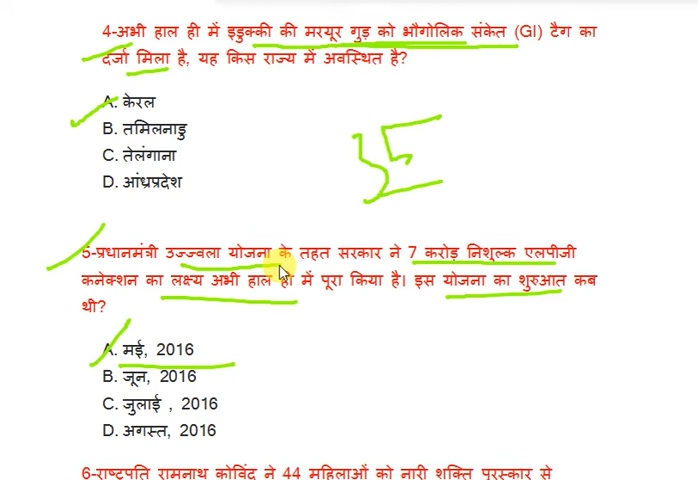 4-अभी हाल ही में इडुक्की की मरयूर गुड़ को भौगोलिक संकेत (GI) टैग का
दर्जा मिला है, यह किस राज्य में अवस्थित है?
A. केरल
B. तमिलनाडु
C. तेलंगाना
D. आंध्रप्रदेश
35
5-प्रधानमंत्री उज्ज्वला योजना के तहत सरकार ने 7 करोड़ निशुल्क एलपीजी
कनेक्शन का लक्ष्य अभी हाल ही में पूरा किया है। इस योजना का शुरुआत कब
थी?
A. मई, 2016
B. जून, 2016
C. जुलाई , 2016
D. अगस्त, 2016
6-राष्ट्रपति रामनाथ कोविंद ने 44 महिलाओं को नारी शक्ति पुरस्कार से